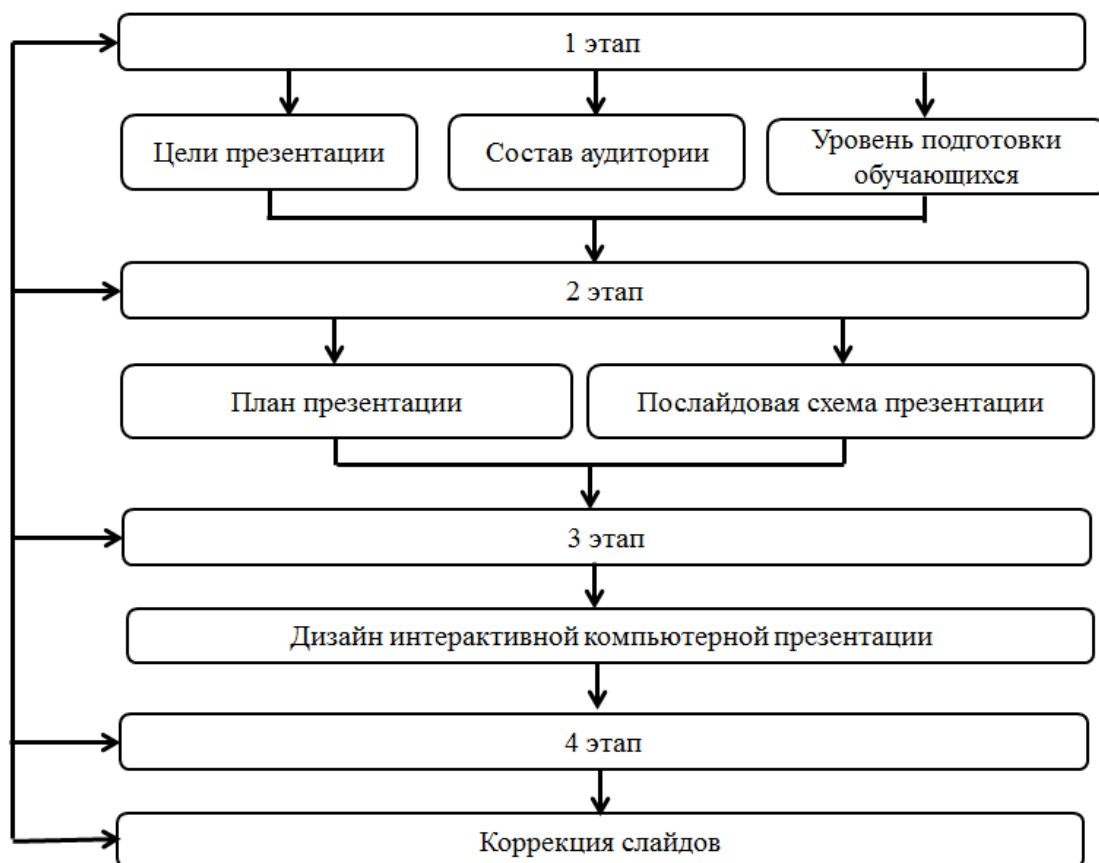 1 этап
Цели презентации
Состав аудитории
Уровень подготовки
обучающихся
2 этап
План презентации
Послайдовая схема презентации
3 этап
Дизайн интерактивной компьютерной презентации
4 этап
Коррекция слайдов